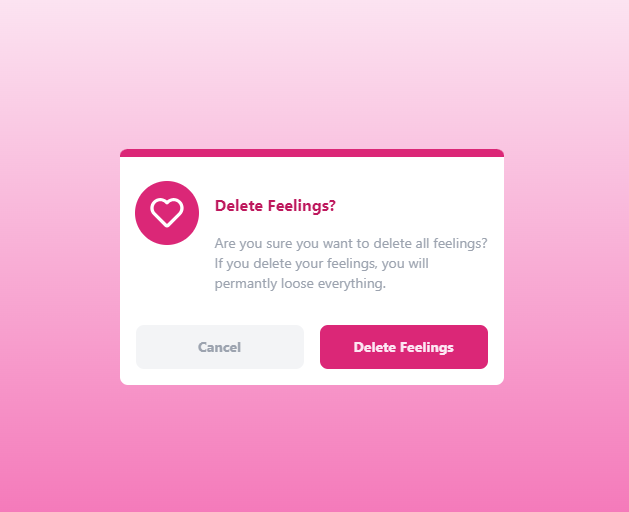 Delete Feelings?
Are you sure you want to delete all feelings?
If you delete your feelings, you will
permantly loose everything.
Cancel
Delete Feelings